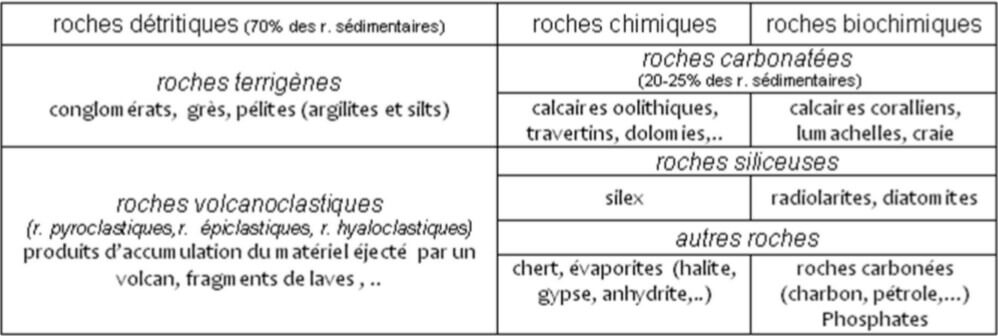 roches détritiques (70% des r. sédimentaires)
roches chimiques
roches biochimiques
roches terrigènes
conglomérats, grès, pélites (argilites et silts)
roches carbonatées
(20-25% des r. sédimentaires)
calcaires oolithiques,
travertins, dolomies,..
calcaires coralliens,
lumachelles, craie
roches volcanoclastiques
(r. pyroclastiques, r. épiclastiques, r. hyaloclastiques)
produits d'accumulation du matériel éjecté par un
volcan, fragments de laves , ..
roches siliceuses
silex
radiolarites, diatomites
autres roches
chert, évaporites (halite,
gypse, anhydrite,..)
roches carbonées
(charbon, pétrole,...)
Phosphates